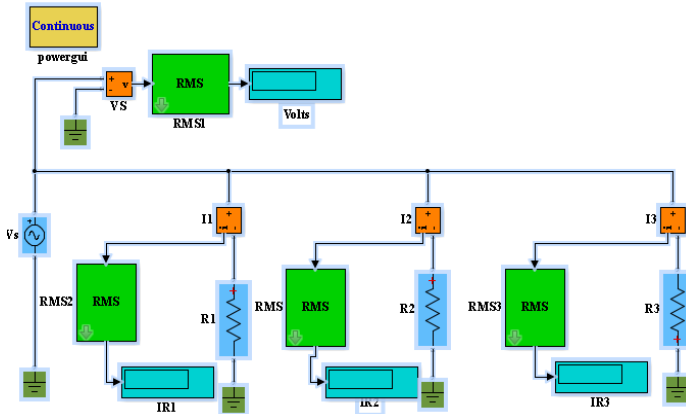 Continuous
powergui
+
-
v
VS
RMS
RMS1
Volts
Vs
+
I1
+
-
I2
+
-
I3
+
-
RMS2
RMS
R1
+
RMS
RMS
R2
+
RMS3
RMS
R3
+
IR1
IR2
IR3